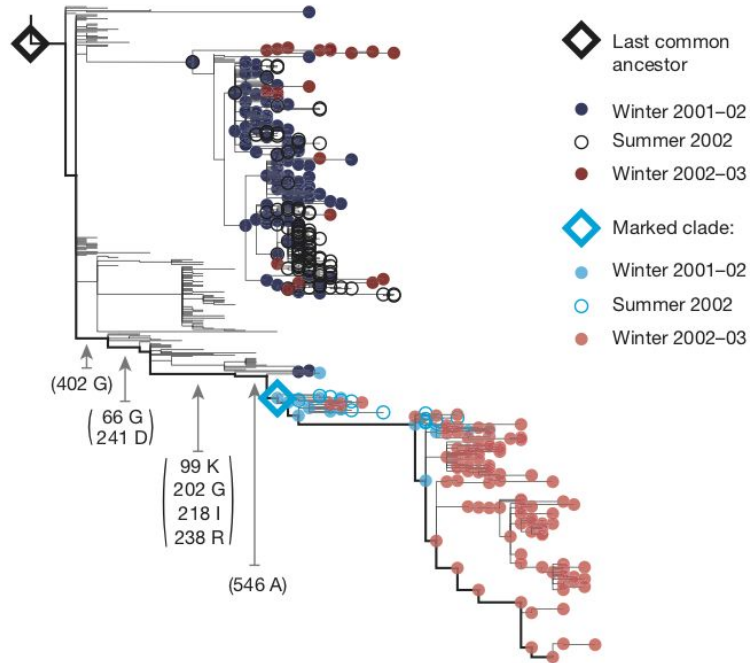 Last common
ancestor
Winter 2001–02
Summer 2002
Winter 2002–03
Marked clade:
Winter 2001–02
Summer 2002
Winter 2002–03
(402 G)
(66 G
241 D)
(99 K
202 G
218 I
238 R)
(546 A)